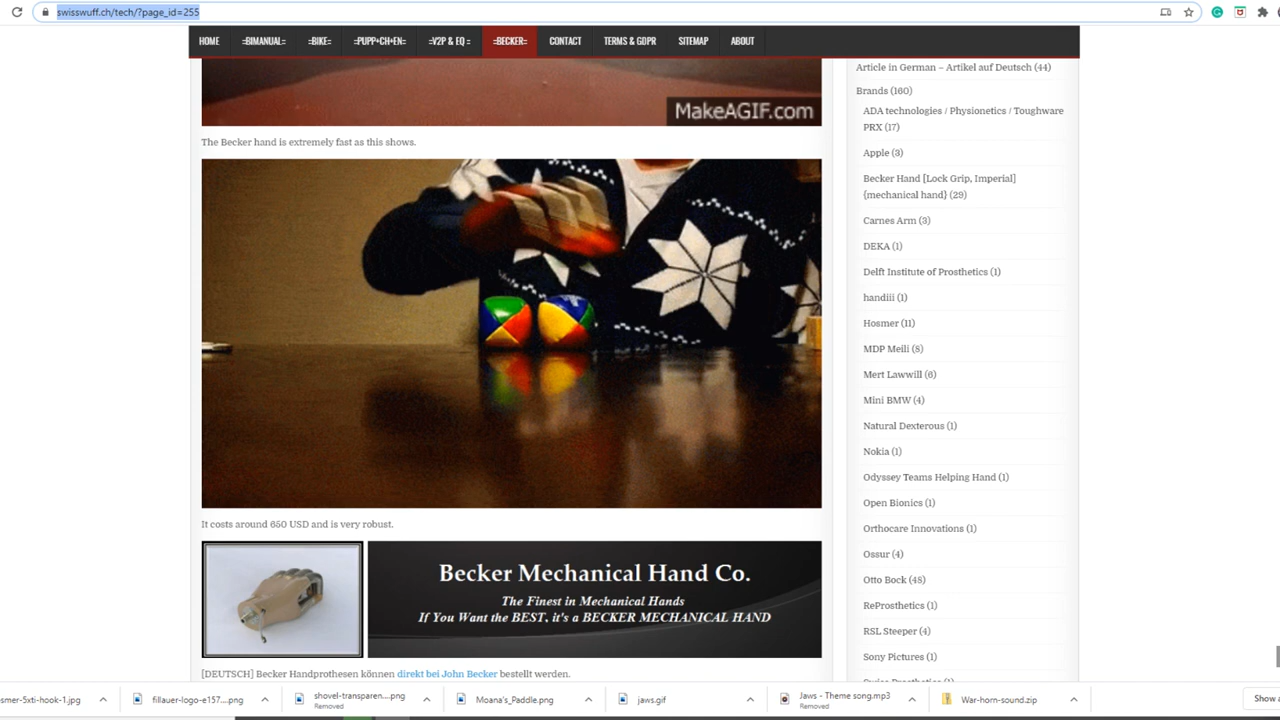 swisswuff.ch/tech/?page_id=255
HOME =BIMANUAL= =BIKE= =PUPP+CH+EN= =V2P & EQ = =BECKER= CONTACT TERMS & GDPR SITEMAP ABOUT
MakeAGIF.com
The Becker hand is extremely fast as this shows.
It costs around 650 USD and is very robust.
Becker Mechanical Hand Co.
The Finest in Mechanical Hands
If You Want the BEST, it's a BECKER MECHANICAL HAND
[DEUTSCH] Becker Handprothesen können direkt bei John Becker bestellt werden.
Article in German – Artikel auf Deutsch (44)
Brands (160)
ADA technologies / Physionetics / Toughware
PRX (17)
Apple (3)
Becker Hand [Lock Grip, Imperial]
{mechanical hand} (29)
Carnes Arm (3)
DEKA (1)
Delft Institute of Prosthetics (1)
handiii (1)
Hosmer (11)
MDP Meili (8)
Mert Lawwill (6)
Mini BMW (4)
Natural Dexterous (1)
Nokia (1)
Odyssey Teams Helping Hand (1)
Open Bionics (1)
Orthocare Innovations (1)
Ossur (4)
Otto Bock (48)
ReProsthetics (1)
RSL Steeper (4)
Sony Pictures (1)
smer-5xti-hook-1.jpg
fillauer-logo-e157....png
shovel-transparen....png
Removed
Moana's_Paddle.png
jaws.gif
Jaws - Theme song.mp3
Removed
War-horn-sound.zip
Show